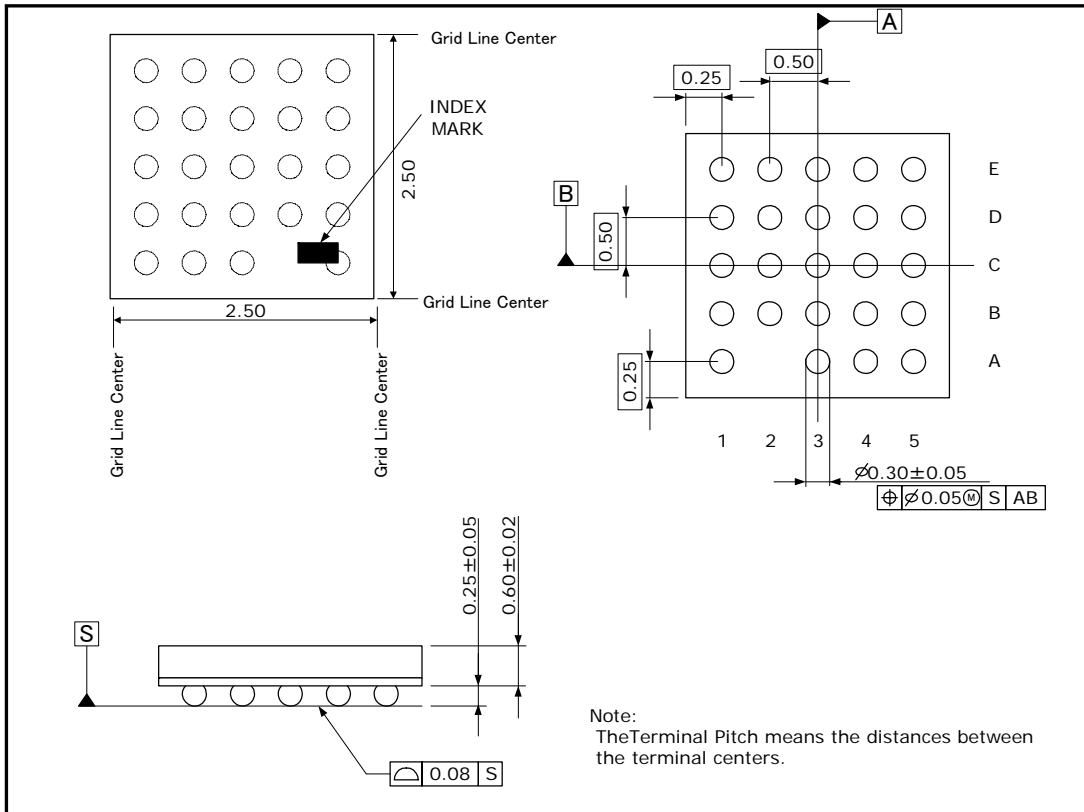 Grid Line Center
INDEX
MARK
2.50
Grid Line Center
2.50
Grid Line Center
Grid Line Center
A
0.50
0.25
B
0.50
0.25
E
D
C
B
A
1 2 3 4 5
⌀0.30±0.05
⌖ ⌀0.05Ⓜ S AB
0.25±0.05
0.60±0.02
S
⌓ 0.08 S
Note:
TheTerminal Pitch means the distances between
the terminal centers.